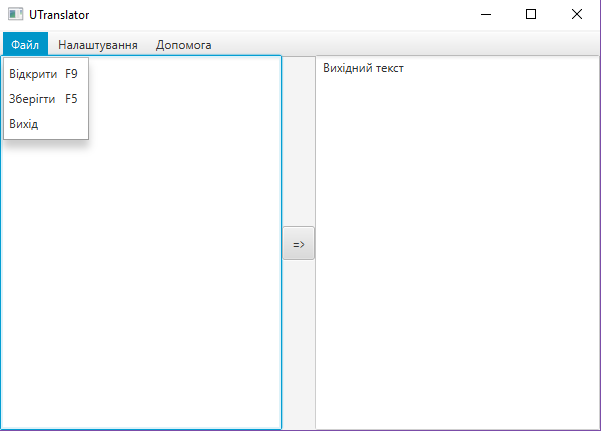 UTranslator
Файл Налаштування Допомога
Відкрити F9
Зберігти F5
Вихід
Вихідний текст
=>